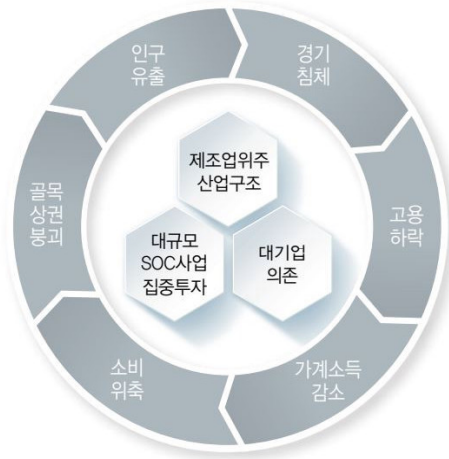 인구
유출
경기
침체
고용
하락
가계소득
감소
소비
위축
골목
상권
붕괴
제조업위주
산업구조
대규모
SOC사업
집중투자
대기업
의존